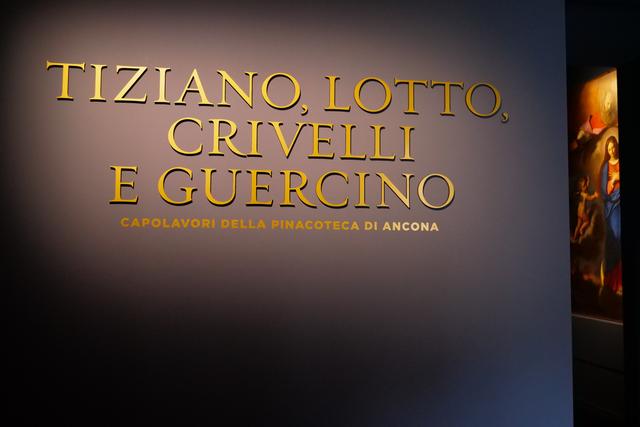 TIZIANO, LOTTO,
CRIVELLI
E GUERCINO
CAPOLAVORI DELLA PINACOTECA DI ANCONA